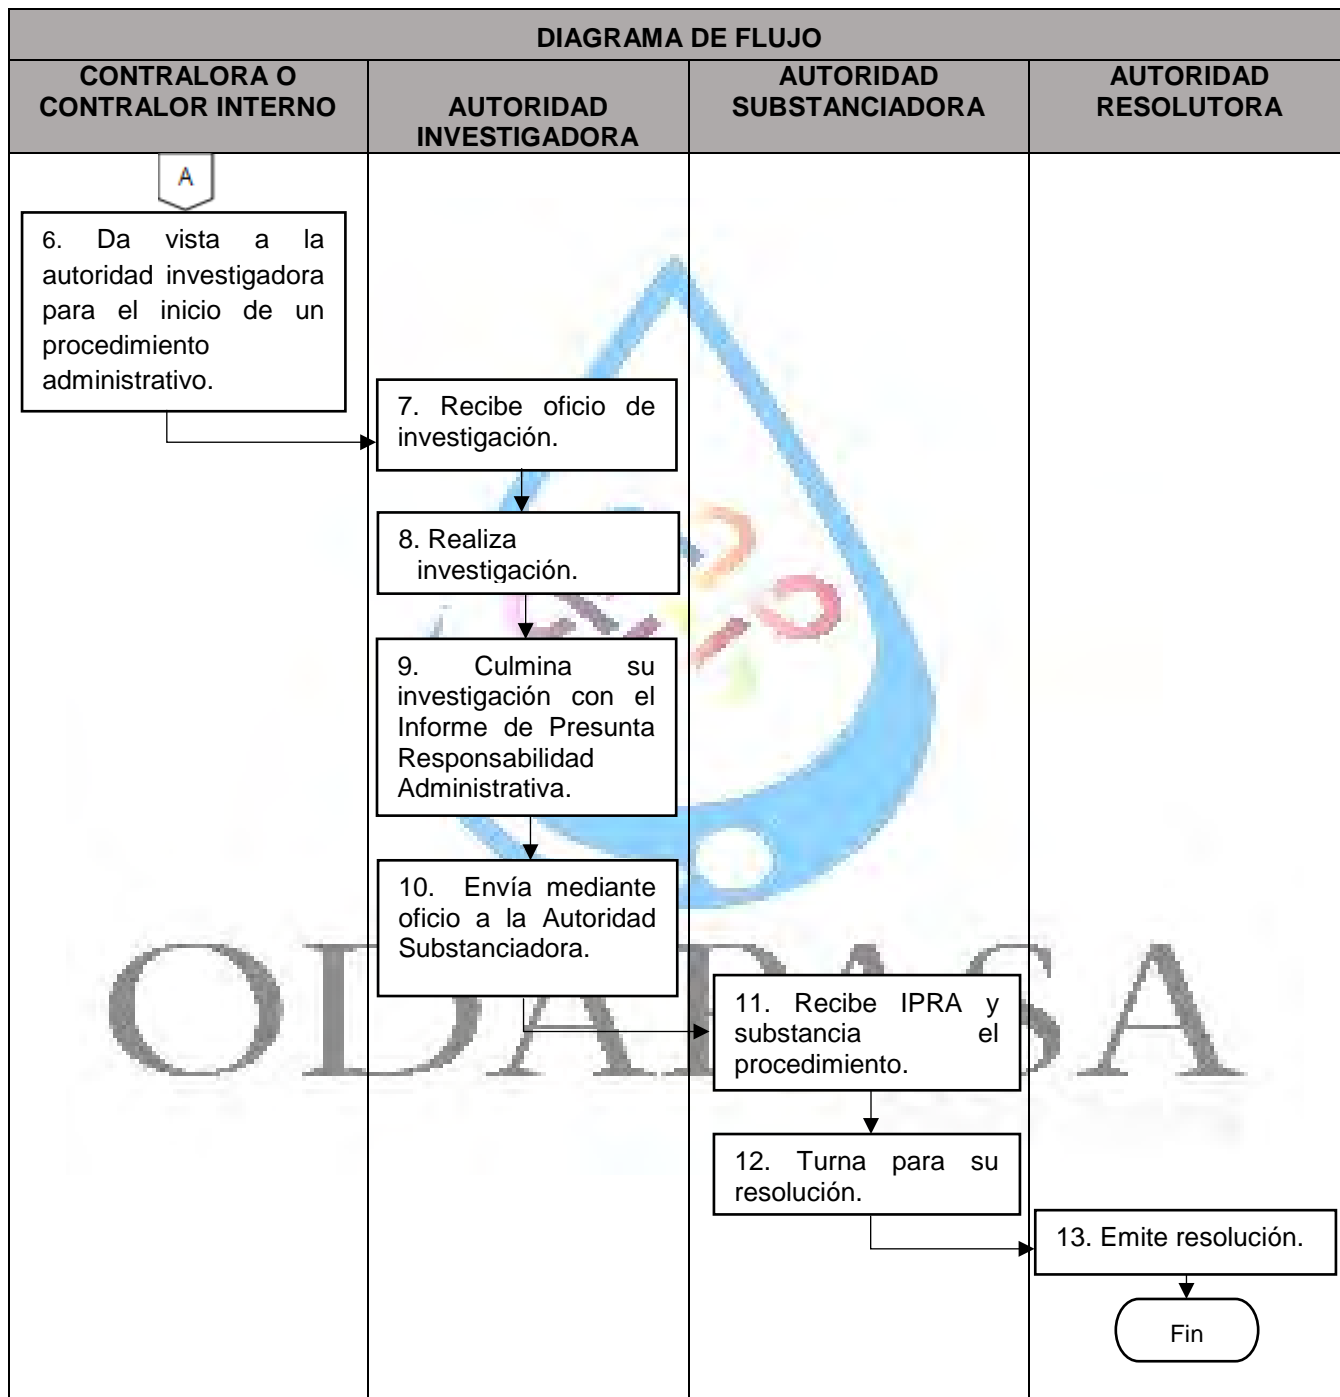 DIAGRAMA DE FLUJO
CONTRALORA O
CONTRALOR INTERNO
AUTORIDAD
INVESTIGADORA
AUTORIDAD
SUBSTANCIADORA
AUTORIDAD
RESOLUTORA
A
6. Da vista a la
autoridad investigadora
para el inicio de un
procedimiento
administrativo.
7. Recibe oficio de
investigación.
8. Realiza
investigación.
9. Culmina su
investigación con el
Informe de Presunta
Responsabilidad
Administrativa.
10. Envía mediante
oficio a la Autoridad
Substanciadora.
11. Recibe IPRA y
substancia el
procedimiento.
12. Turna para su
resolución.
13. Emite resolución.
Fin